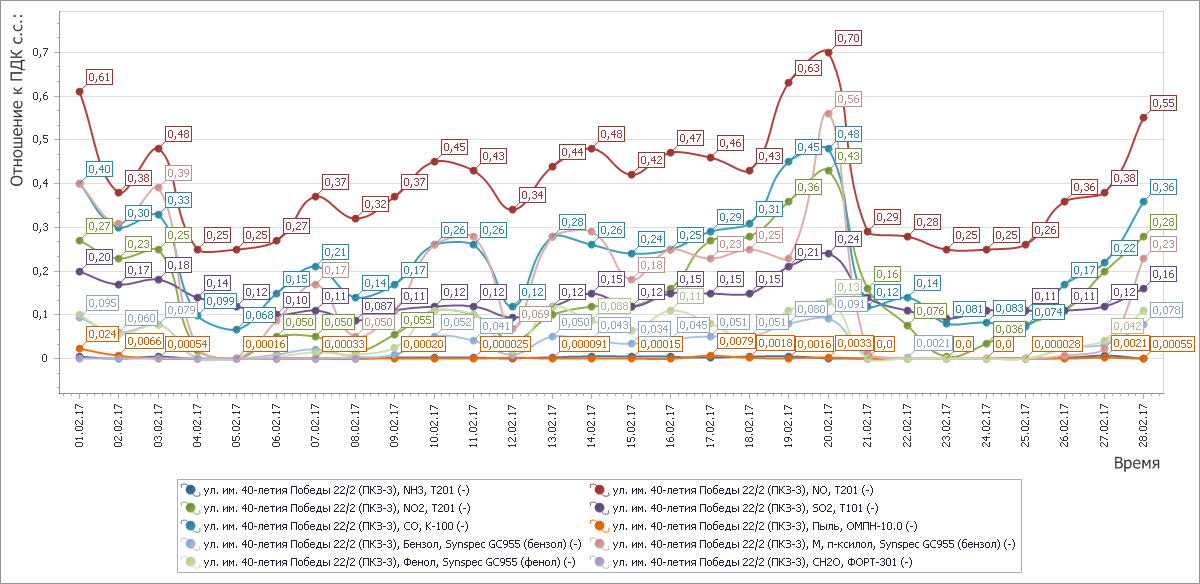 Отношение к ПДК с.с.:
0,7
0,6
0,5
0,4
0,3
0,2
0,1
0
0,61 0,38 0,48 0,25 0,25 0,27 0,37 0,32 0,37 0,45 0,43 0,34 0,44 0,48 0,42 0,47 0,46 0,43 0,63 0,70 0,29 0,28 0,25 0,25 0,26 0,36 0,38 0,55
0,40 0,30 0,33 0,099 0,068 0,15 0,21 0,14 0,17 0,26 0,26 0,12 0,28 0,26 0,24 0,25 0,29 0,31 0,45 0,48 0,12 0,14 0,081 0,083 0,074 0,17 0,22 0,36
0,39 0,17 0,050 0,069 0,18 0,23 0,25 0,56 0,23
0,27 0,23 0,25 0,050 0,050 0,055 0,36 0,43 0,16 0,076 0,036 0,28
0,20 0,17 0,18 0,12 0,10 0,11 0,087 0,11 0,12 0,12 0,12 0,15 0,12 0,15 0,15 0,15 0,21 0,24 0,11 0,11 0,12 0,16
0,095 0,060 0,079 0,052 0,041 0,050 0,043 0,034 0,045 0,051 0,051 0,080 0,091 0,0021 0,078
0,088 0,11 0,13 0,042
0,024 0,0066 0,00054 0,00016 0,00033 0,00020 0,000025 0,000091 0,00015 0,0079 0,0018 0,0016 0,0033 0,0 0,0 0,0 0,000028 0,0021 0,00055
01.02.17 02.02.17 03.02.17 04.02.17 05.02.17 06.02.17 07.02.17 08.02.17 09.02.17 10.02.17 11.02.17 12.02.17 13.02.17 14.02.17 15.02.17 16.02.17 17.02.17 18.02.17 19.02.17 20.02.17 21.02.17 22.02.17 23.02.17 24.02.17 25.02.17 26.02.17 27.02.17 28.02.17
Время
ул. им. 40-летия Победы 22/2 (ПКЗ-3), NH3, T201 (-)
ул. им. 40-летия Победы 22/2 (ПКЗ-3), NO, T201 (-)
ул. им. 40-летия Победы 22/2 (ПКЗ-3), NO2, T201 (-)
ул. им. 40-летия Победы 22/2 (ПКЗ-3), SO2, T101 (-)
ул. им. 40-летия Победы 22/2 (ПКЗ-3), CO, K-100 (-)
ул. им. 40-летия Победы 22/2 (ПКЗ-3), Пыль, ОМПН-10.0 (-)
ул. им. 40-летия Победы 22/2 (ПКЗ-3), Бензол, Synspec GC955 (бензол) (-)
ул. им. 40-летия Победы 22/2 (ПКЗ-3), М, п-ксилол, Synspec GC955 (бензол) (-)
ул. им. 40-летия Победы 22/2 (ПКЗ-3), Фенол, Synspec GC955 (фенол) (-)
ул. им. 40-летия Победы 22/2 (ПКЗ-3), CH2O, ФОРТ-301 (-)